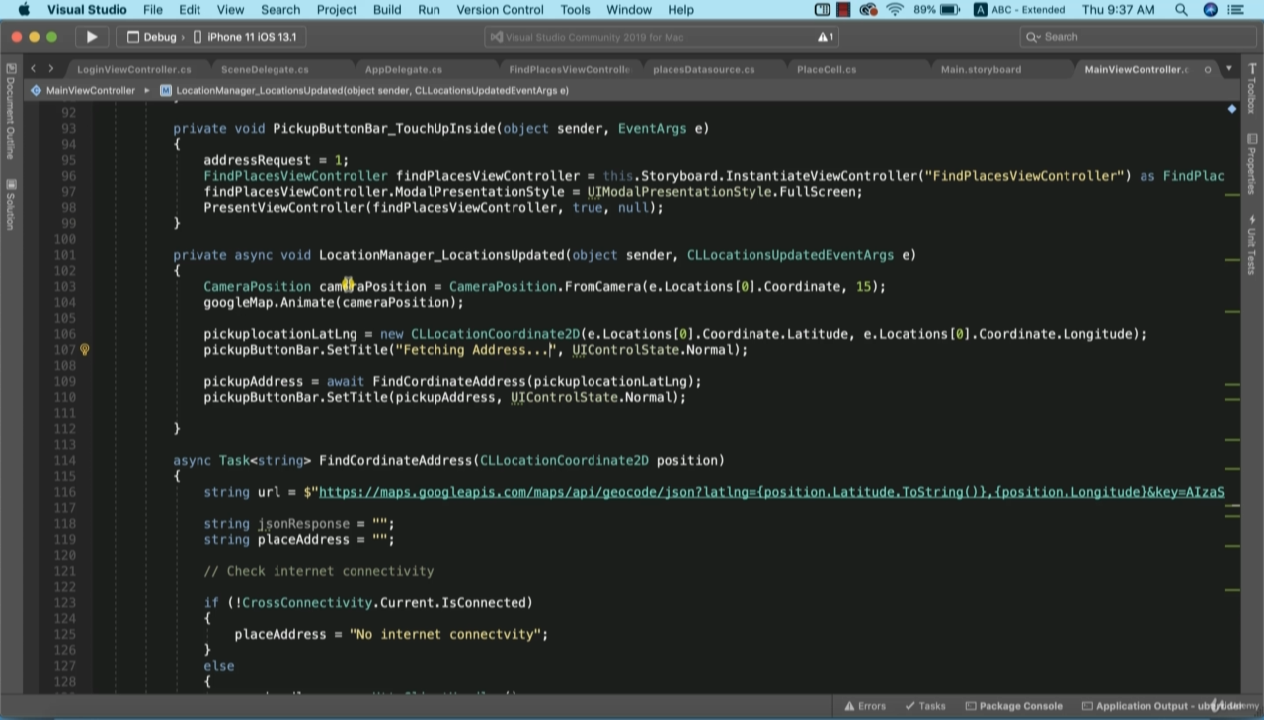 Visual Studio File Edit View Search Project Build Run Version Control Tools Window Help 89% A ABC - Extended Thu 9:37 AM
Debug › iPhone 11 iOS 13.1 Visual Studio Community 2019 for Mac 1 Search
LoginViewController.cs SceneDelegate.cs AppDelegate.cs FindPlacesViewControlle placesDatasource.cs PlaceCell.cs Main.storyboard MainViewController.c
MainViewController ▸ M LocationManager_LocationsUpdated(object sender, CLLocationsUpdatedEventArgs e)
Document Outline
Solution
Toolbox
Properties
Unit Tests
92
93 private void PickupButtonBar_TouchUpInside(object sender, EventArgs e)
94 {
95 addressRequest = 1;
96 FindPlacesViewController findPlacesViewController = this.Storyboard.InstantiateViewController("FindPlacesViewController") as FindPlac
97 findPlacesViewController.ModalPresentationStyle = UIModalPresentationStyle.FullScreen;
98 PresentViewController(findPlacesViewController, true, null);
99 }
100
101 private async void LocationManager_LocationsUpdated(object sender, CLLocationsUpdatedEventArgs e)
102 {
103 CameraPosition cameraPosition = CameraPosition.FromCamera(e.Locations[0].Coordinate, 15);
104 googleMap.Animate(cameraPosition);
105
106 pickuplocationLatLng = new CLLocationCoordinate2D(e.Locations[0].Coordinate.Latitude, e.Locations[0].Coordinate.Longitude);
107 pickupButtonBar.SetTitle("Fetching Address...", UIControlState.Normal);
108
109 pickupAddress = await FindCordinateAddress(pickuplocationLatLng);
110 pickupButtonBar.SetTitle(pickupAddress, UIControlState.Normal);
111
112 }
113
114 async Task<string> FindCordinateAddress(CLLocationCoordinate2D position)
115 {
116 string url = $"https://maps.googleapis.com/maps/api/geocode/json?latlng={position.Latitude.ToString()},{position.Longitude}&key=AIzaS
117
118 string jsonResponse = "";
119 string placeAddress = "";
120
121 // Check internet connectivity
122
123 if (!CrossConnectivity.Current.IsConnected)
124 {
125 placeAddress = "No internet connectvity";
126 }
127 else
128 {
Errors Tasks Package Console Application Output -